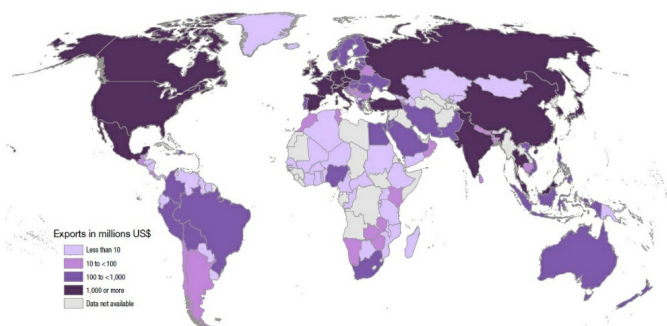 Exports in millions US$
Less than 10
10 to <100
100 to <1,000
1,000 or more
Data not available